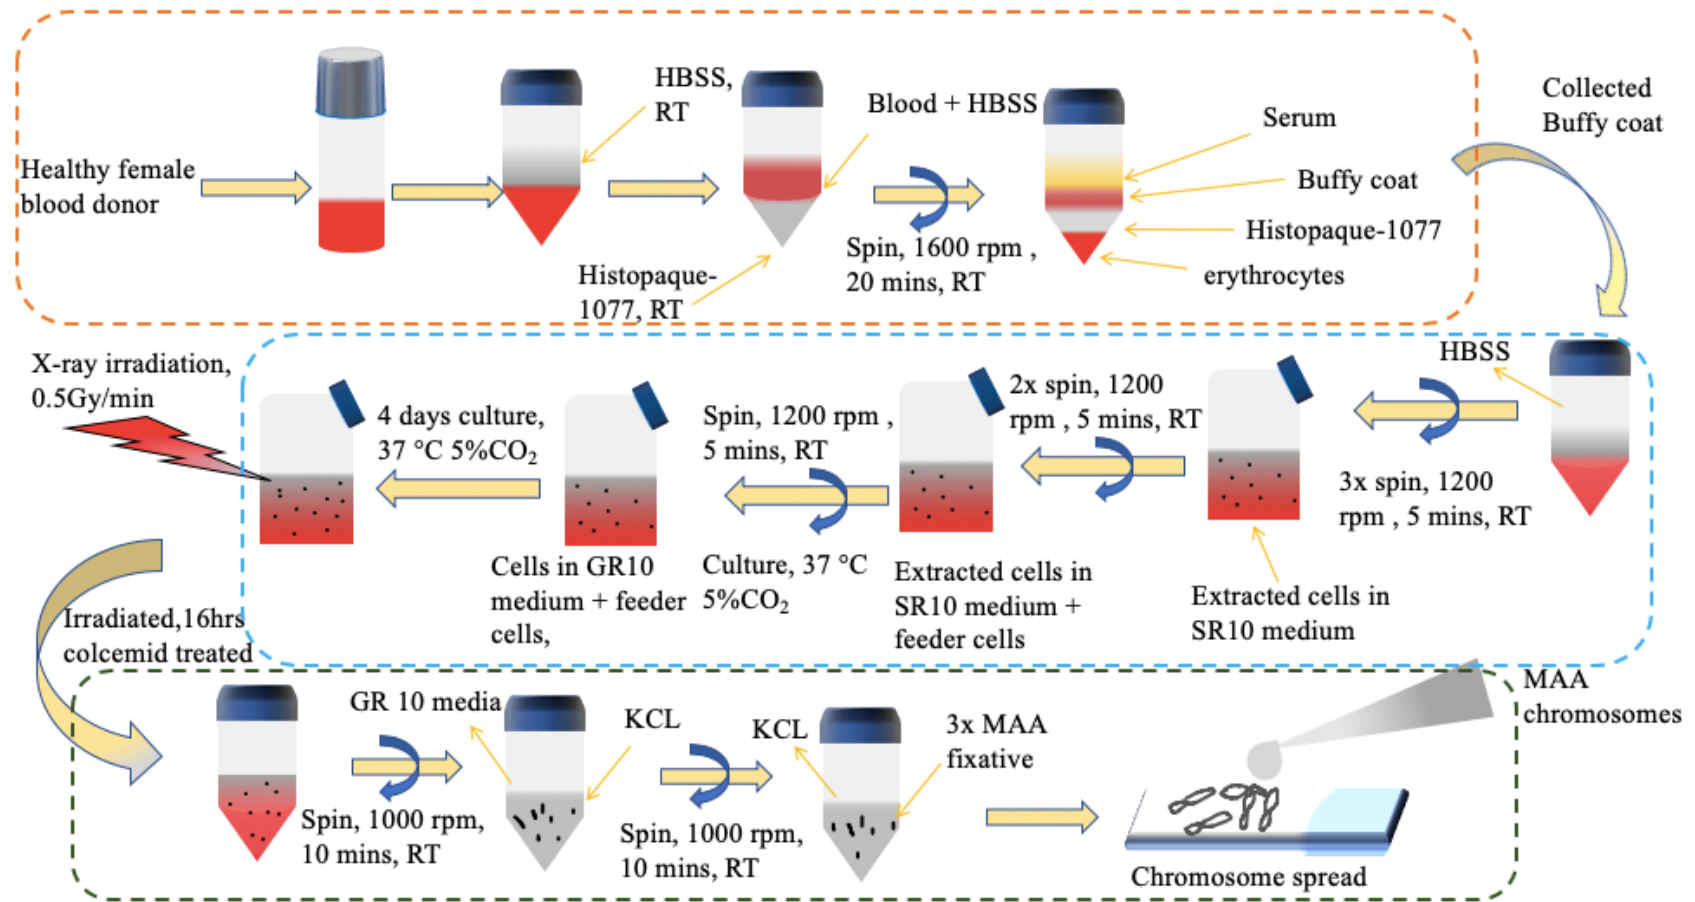 Healthy female
blood donor
HBSS,
RT
Histopaque-
1077, RT
Blood + HBSS
Spin, 1600 rpm ,
20 mins, RT
Serum
Buffy coat
Histopaque-1077
erythrocytes
Collected
Buffy coat
HBSS
3x spin, 1200
rpm , 5 mins, RT
Extracted cells in
SR10 medium
2x spin, 1200
rpm , 5 mins, RT
Extracted cells in
SR10 medium +
feeder cells
Spin, 1200 rpm ,
5 mins, RT
Culture, 37 °C
5%CO₂
Cells in GR10
medium + feeder
cells,
4 days culture,
37 °C 5%CO₂
X-ray irradiation,
0.5Gy/min
Irradiated,16hrs
colcemid treated
Spin, 1000 rpm,
10 mins, RT
GR 10 media
KCL
Spin, 1000 rpm,
10 mins, RT
KCL
3x MAA
fixative
MAA
chromosomes
Chromosome spread